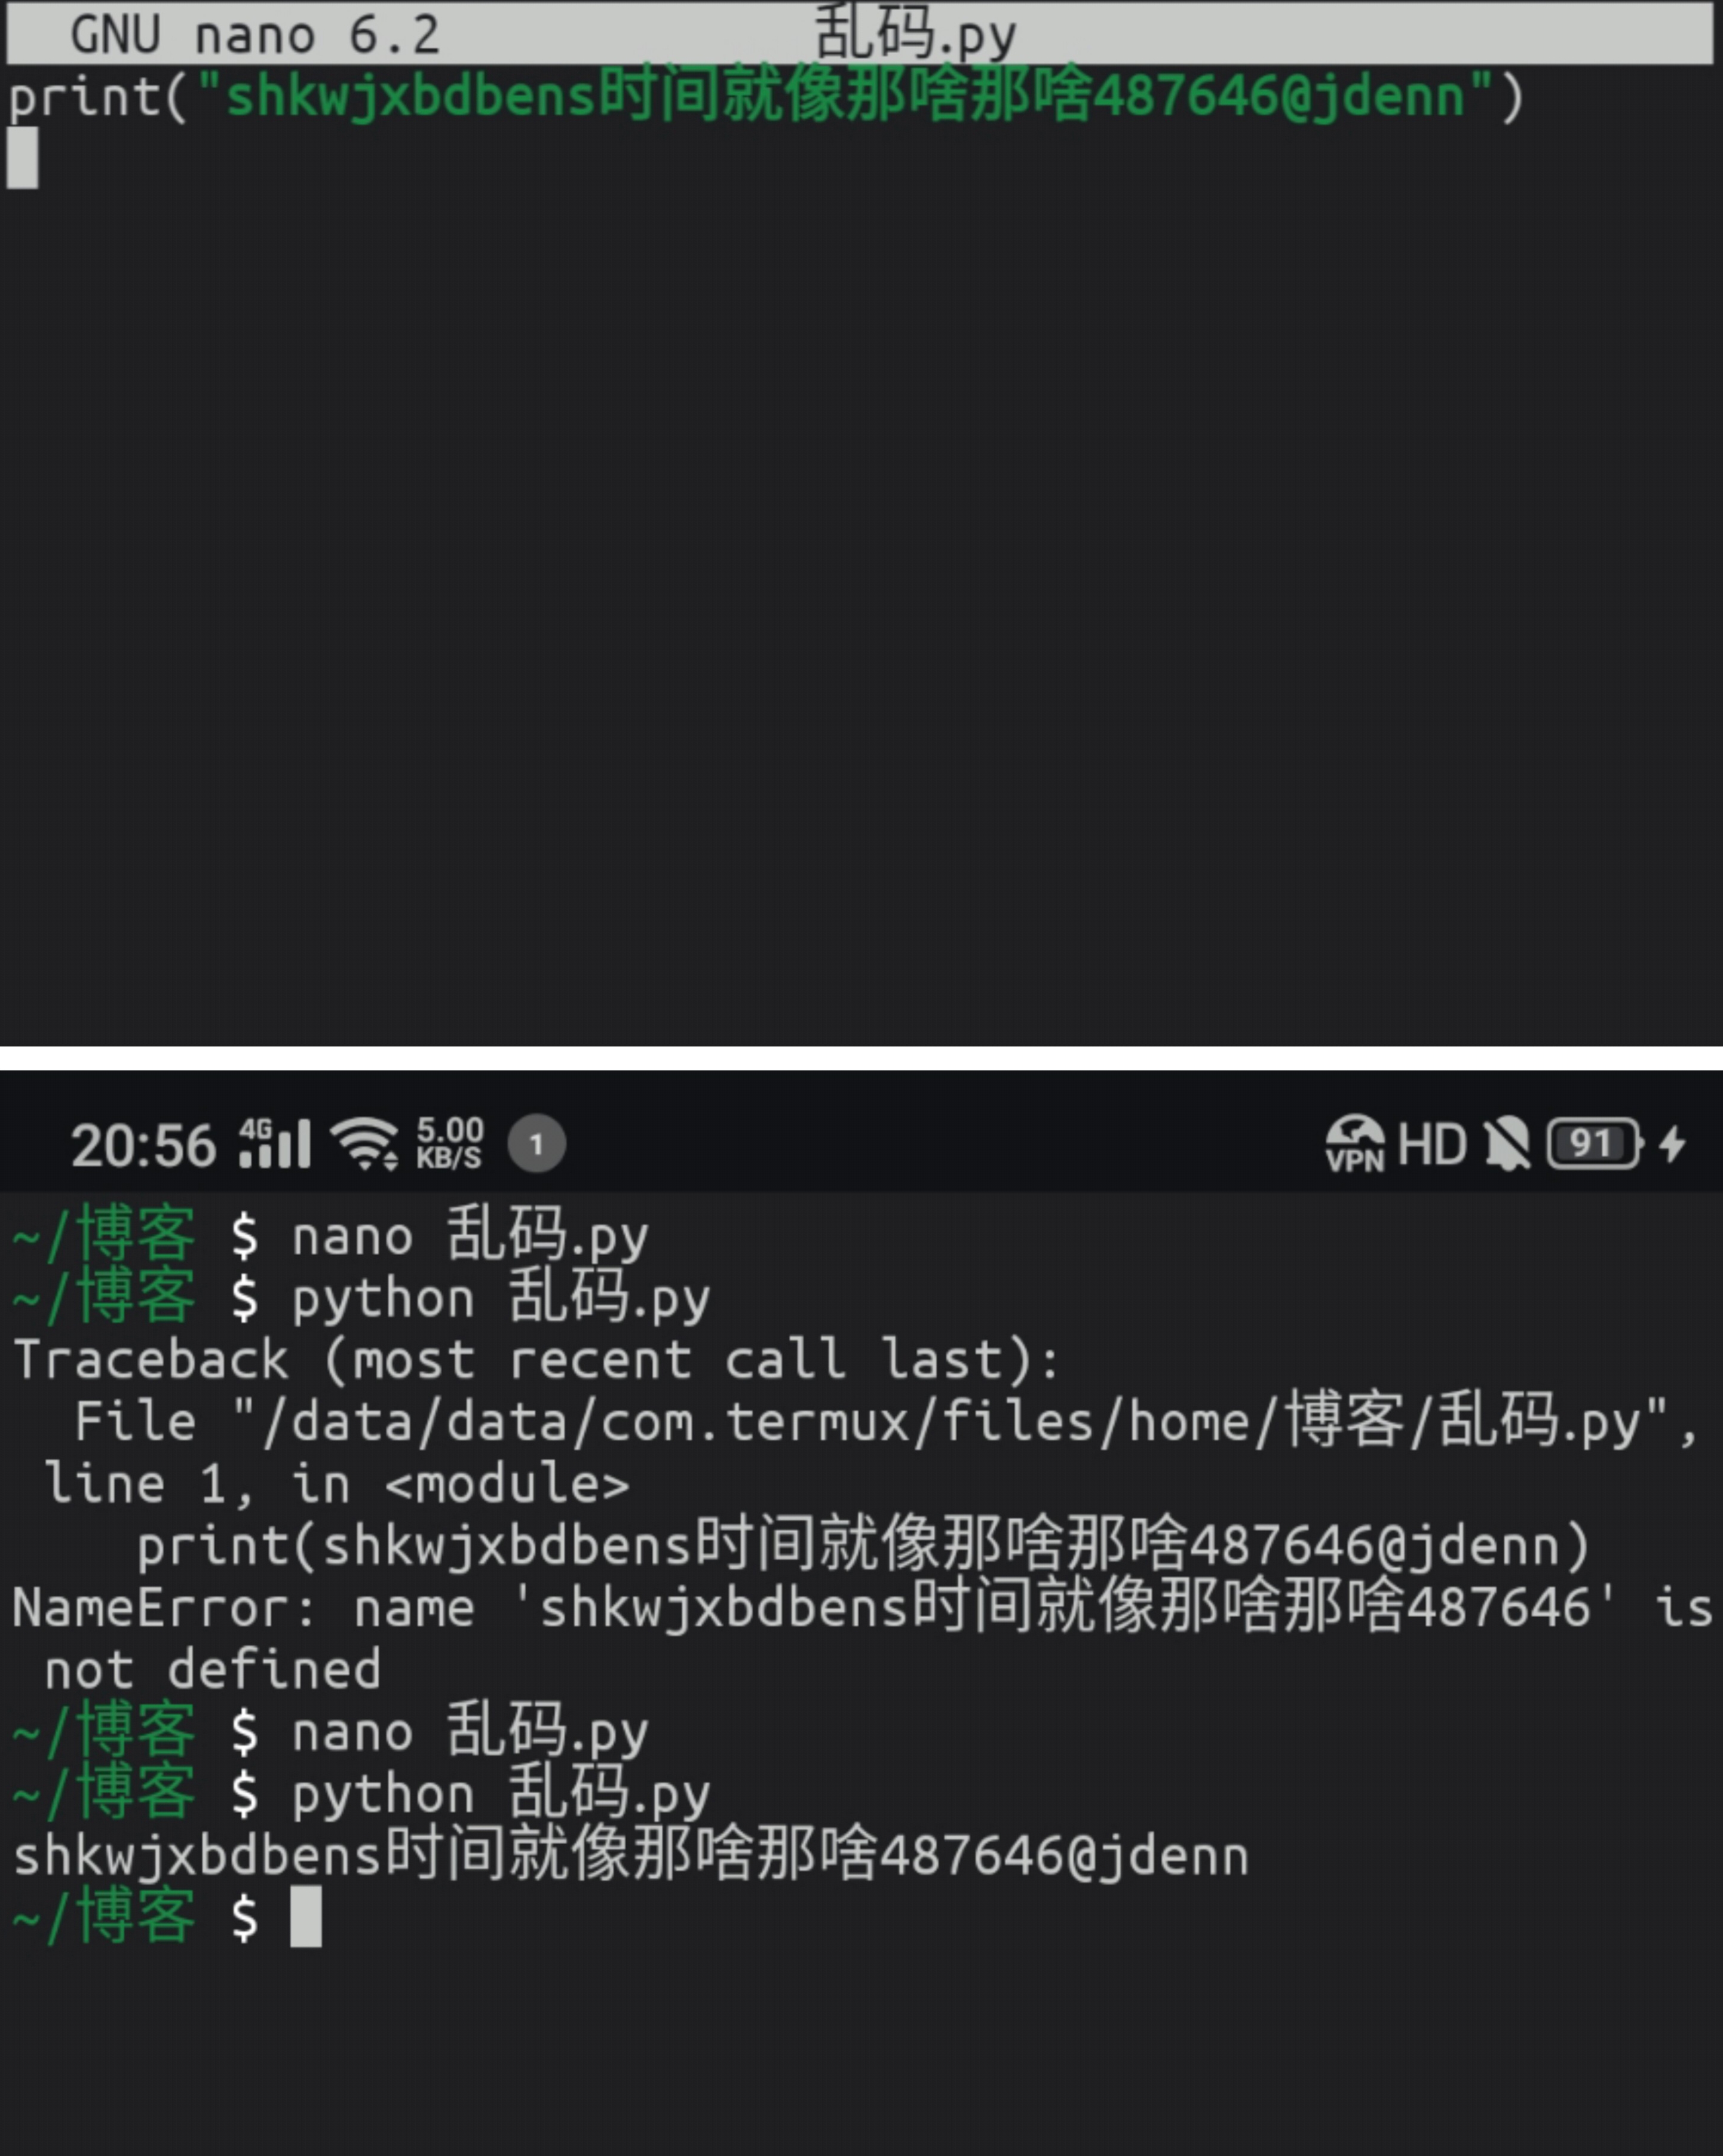 GNU nano 6.2 乱码.py
print("shkwjxbdbens时间就像那啥那啥487646@jdenn")
20:56 4G 5.00 KB/S 1 VPN HD 91
~/博客 $ nano 乱码.py
~/博客 $ python 乱码.py
Traceback (most recent call last):
  File "/data/data/com.termux/files/home/博客/乱码.py",
 line 1, in <module>
    print(shkwjxbdbens时间就像那啥那啥487646@jdenn)
NameError: name 'shkwjxbdbens时间就像那啥那啥487646' is
 not defined
~/博客 $ nano 乱码.py
~/博客 $ python 乱码.py
shkwjxbdbens时间就像那啥那啥487646@jdenn
~/博客 $